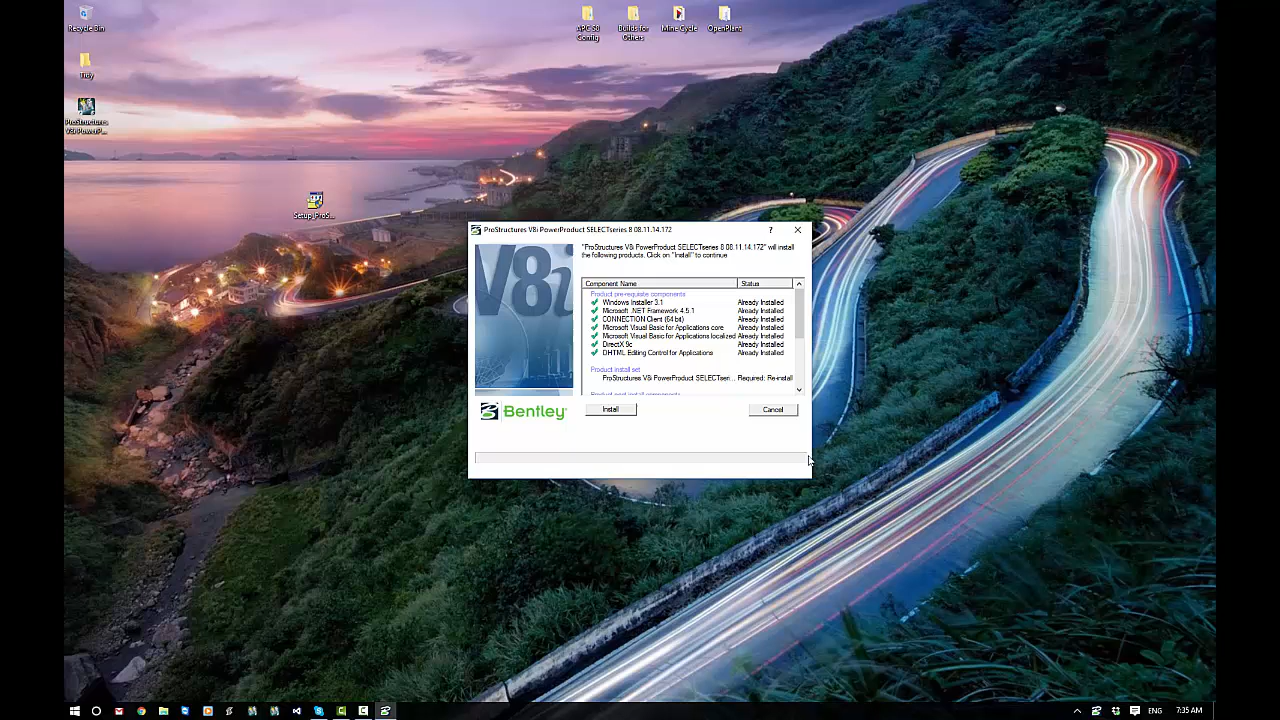 Recycle Bin
APC S0
Config
Builds for
Others
Mine Cycle
OpenPlant
Tidy
ProStructures
V8i PowerP...
Setup_ProS...
ProStructures V8i PowerProduct SELECTseries 8 08.11.14.172
?
V8i
"ProStructures V8i PowerProduct SELECTseries 8 08.11.14.172" will install
the following products. Click on "Install" to continue
Component Name Status
Product pre-requisite components
Windows Installer 3.1 Already Installed
Microsoft .NET Framework 4.5.1 Already Installed
CONNECTION Client (64 bit) Already Installed
Microsoft Visual Basic for Applications core Already Installed
Microsoft Visual Basic for Applications localized Already Installed
DirectX 9c Already Installed
DHTML Editing Control for Applications Already Installed
Product install set
ProStructures V8i PowerProduct SELECTseri... Required: Re-install
Bentley
Install Cancel
ENG 7:35 AM